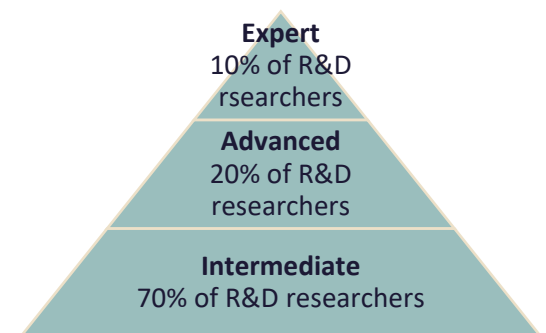 Expert
10% of R&D
rsearchers
Advanced
20% of R&D
researchers
Intermediate
70% of R&D researchers